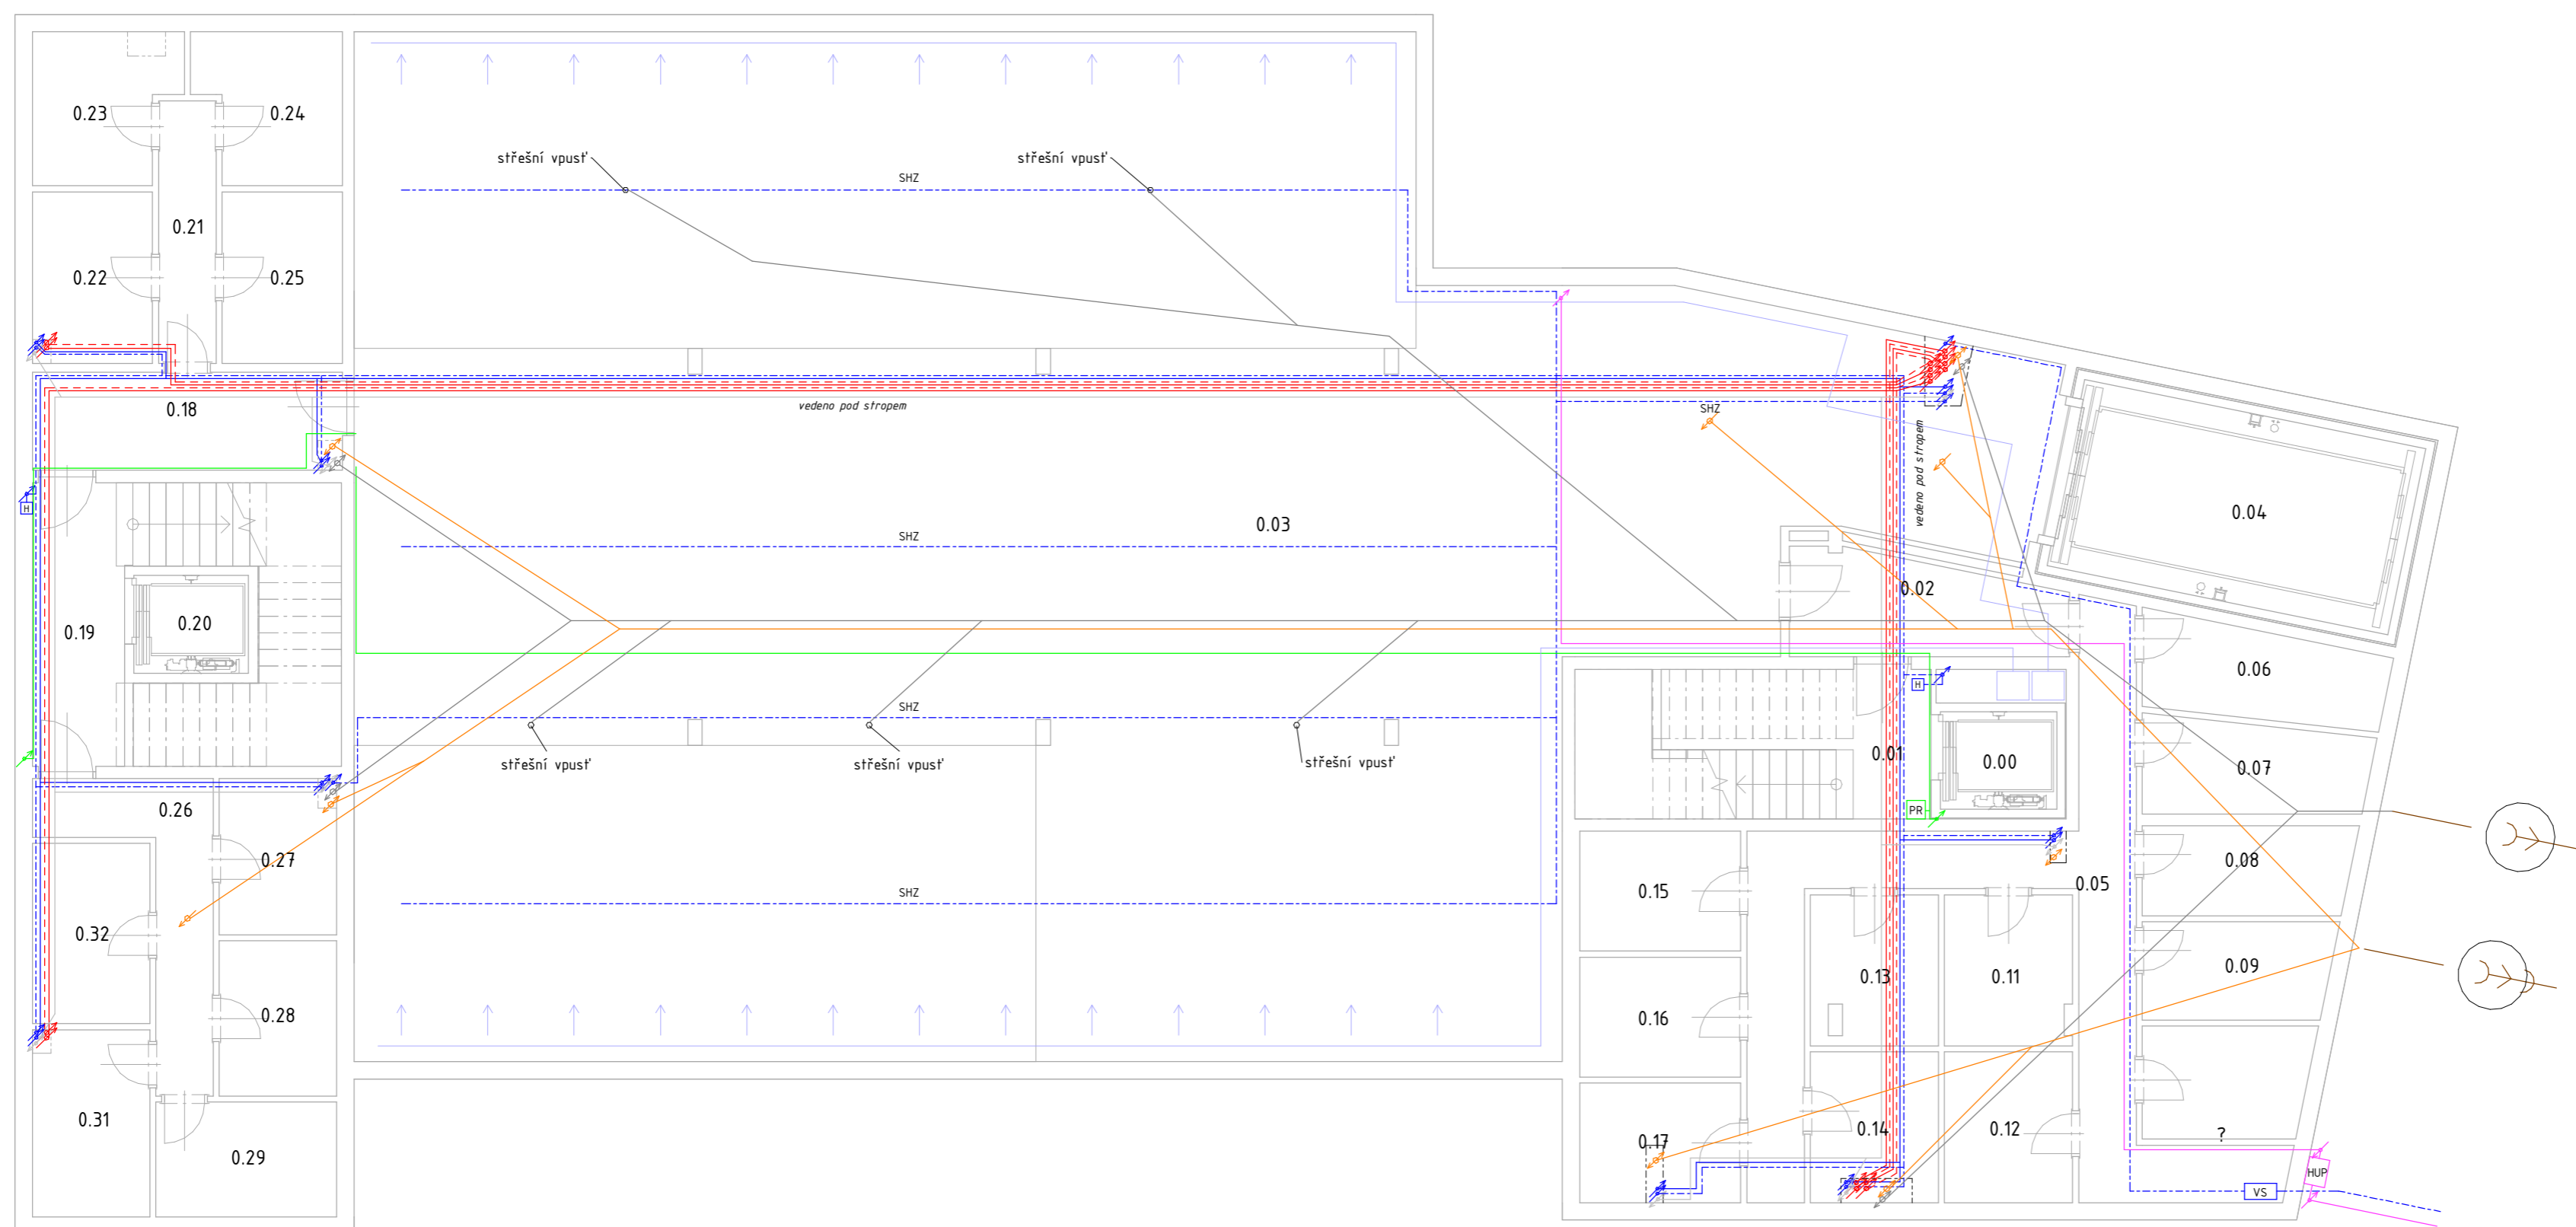 0.23
0.24
střešní vpusť
střešní vpusť
SHZ
0.21
0.22
0.25
0.18
vedeno pod stropem
SHZ
vedeno pod stropem
H
0.03
0.04
SHZ
0.02
0.20
0.19
0.06
H
SHZ
0.01
0.00
0.07
střešní vpusť
střešní vpusť
střešní vpusť
0.26
PR
0.27
0.08
0.05
0.15
SHZ
0.32
0.13
0.11
0.09
0.28
0.16
0.31
0.14
0.12
?
0.17
0.29
HUP
VS